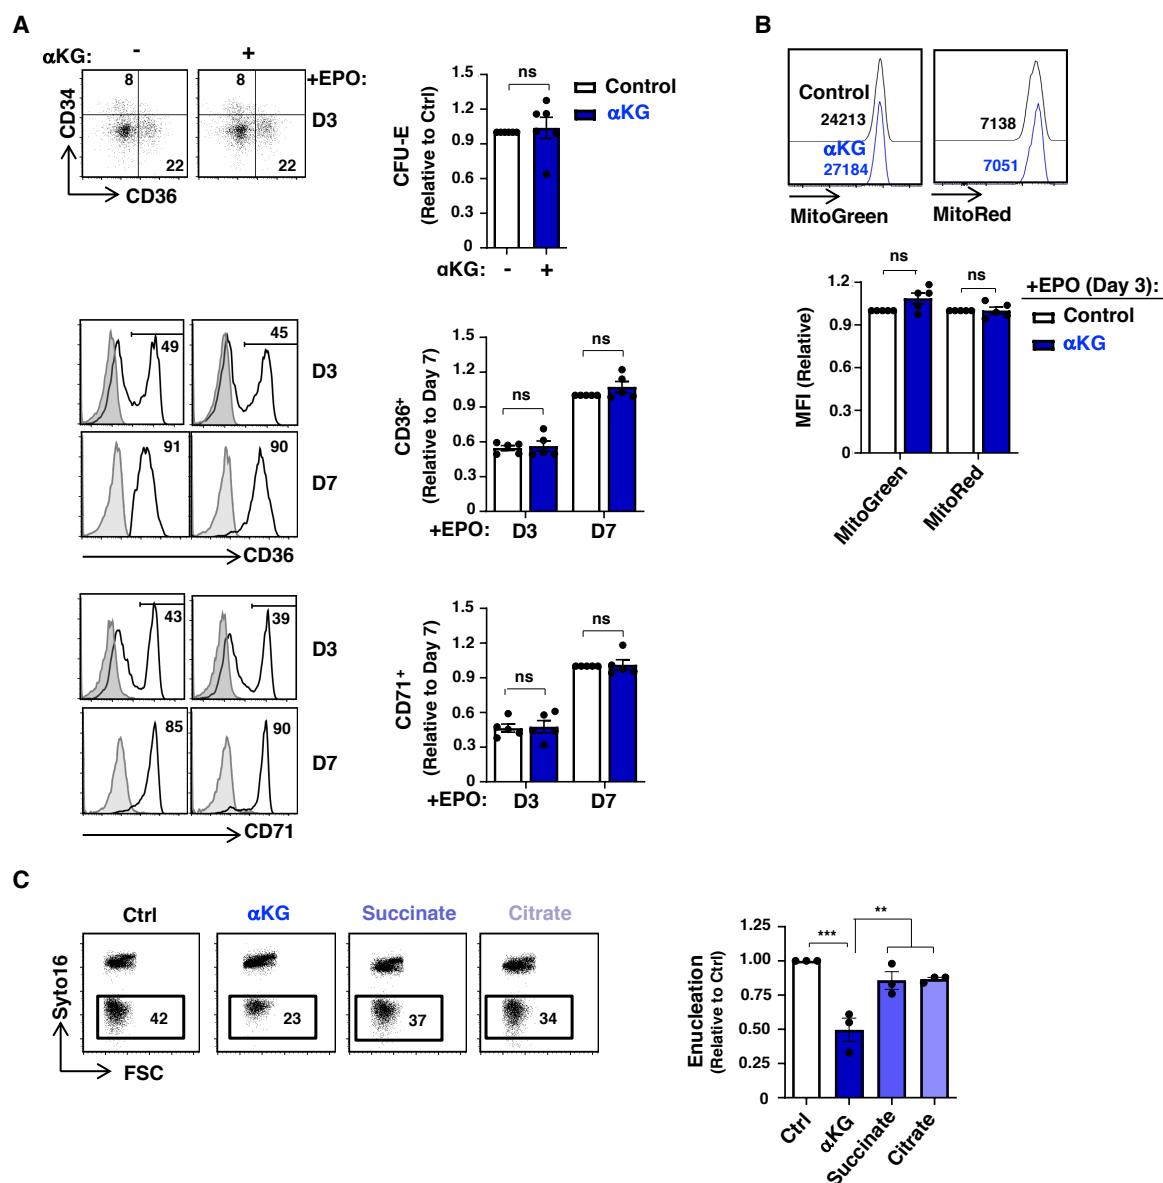 A
αKG: - +
8
8
+EPO:
D3
22
22
CD34
CD36
1.5
1.2
0.9
0.6
0.3
0
CFU-E
(Relative to Ctrl)
ns
Control
αKG
αKG: - +
49
45
D3
91
90
D7
CD36
1.5
1.2
0.9
0.6
0.3
0
CD36+
(Relative to Day 7)
ns
ns
+EPO: D3 D7
43
39
D3
85
90
D7
CD71
1.5
1.2
0.9
0.6
0.3
0
CD71+
(Relative to Day 7)
ns
ns
+EPO: D3 D7
B
Control
24213
αKG
27184
MitoGreen
7138
7051
MitoRed
1.2
0.9
0.6
0.3
0
MFI (Relative)
ns
ns
+EPO (Day 3):
Control
αKG
MitoGreen
MitoRed
C
Ctrl
αKG
Succinate
Citrate
42
23
37
34
Syto16
FSC
1.25
1.00
0.75
0.50
0.25
0
Enucleation
(Relative to Ctrl)
***
**
Ctrl
αKG
Succinate
Citrate